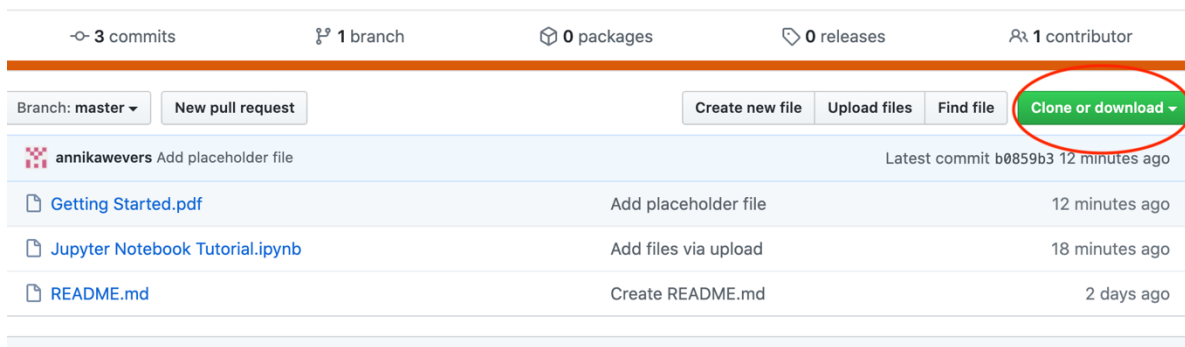 3 commits 1 branch 0 packages 0 releases 1 contributor
Branch: master New pull request Create new file Upload files Find file Clone or download
annikawevers Add placeholder file Latest commit b0859b3 12 minutes ago
Getting Started.pdf Add placeholder file 12 minutes ago
Jupyter Notebook Tutorial.ipynb Add files via upload 18 minutes ago
README.md Create README.md 2 days ago